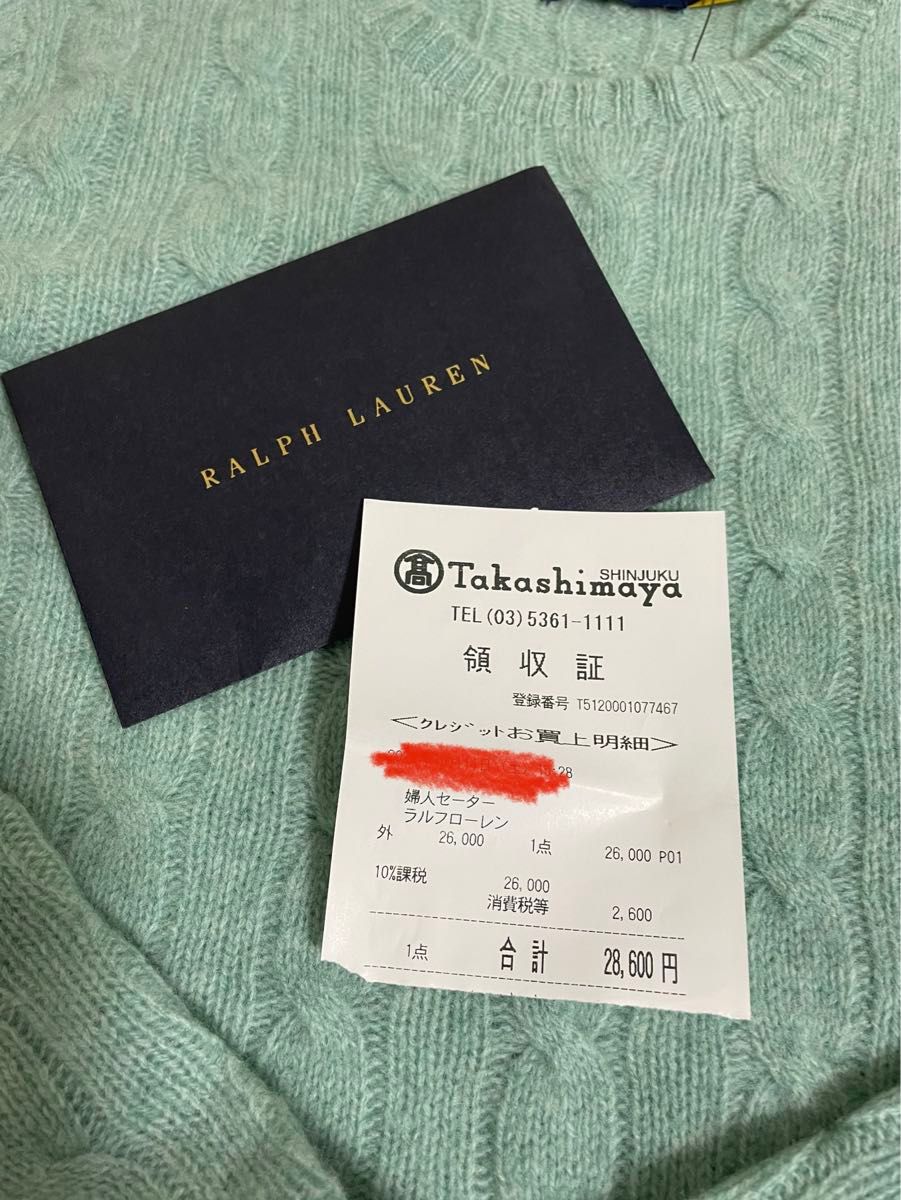 RALPH LAUREN
髙 Takashimaya SHINJUKU
TEL (03) 5361-1111
領 収 証
登録番号 T5120001077467
<クレジットお買上明細>
28
婦人セーター
ラルフローレン
外 26,000 1点 26,000 P01
10%課税 26,000
消費税等 2,600
1点 合 計 28,600 円